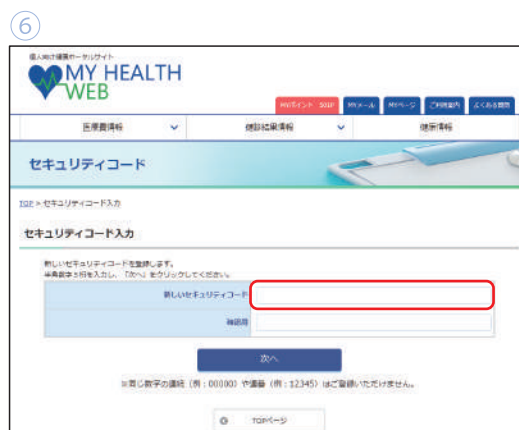 ⑥
個人向け健康ポータルサイト
MY HEALTH
WEB
MYポイント 501P MYメール MYページ ご利用案内 よくある質問
医療費情報 健診結果情報 健康情報
セキュリティコード
TOP > セキュリティコード入力
セキュリティコード入力
新しいセキュリティコードを登録します。
半角数字5桁を入力し、「次へ」をクリックしてください。
新しいセキュリティコード
確認用
次へ
※同じ数字の連続（例：00000）や連番（例：12345）はご登録いただけません。
TOPページ